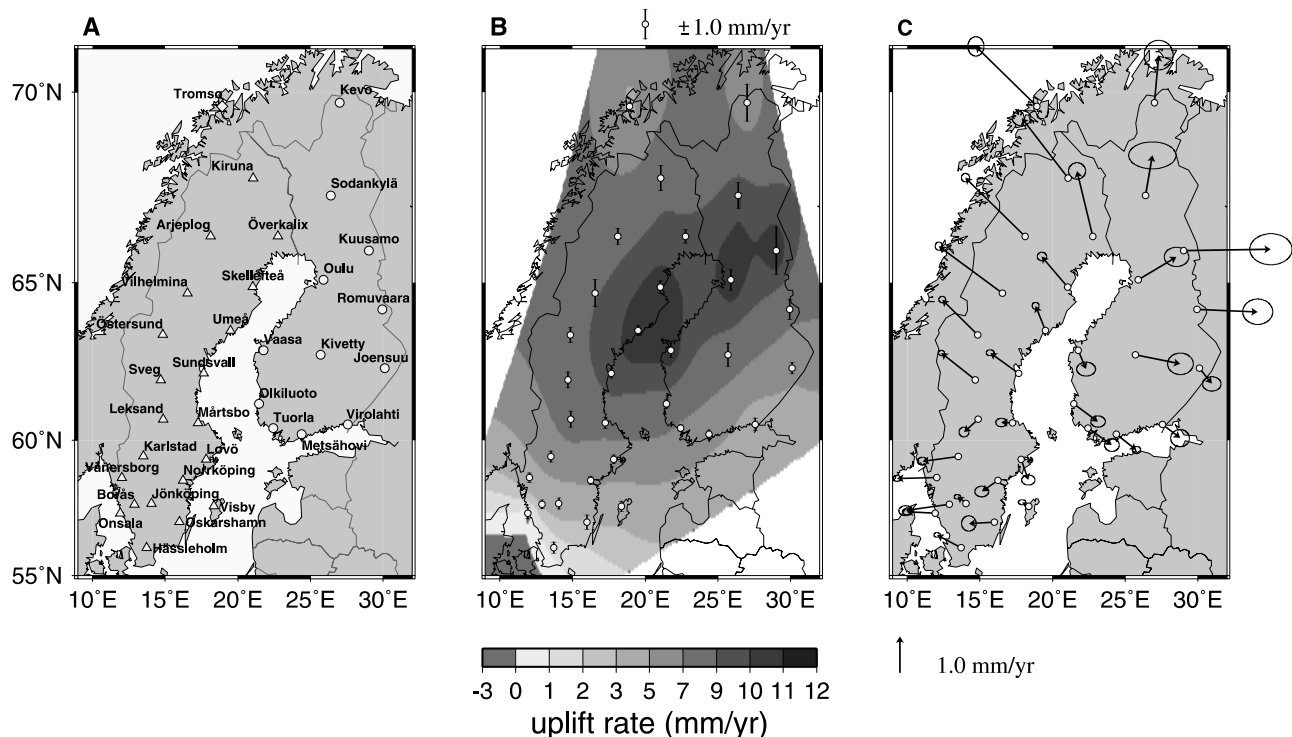 A
B
±1.0 mm/yr
C
70°N
65°N
60°N
55°N
Tromsø
Kevo
Kiruna
Sodankylä
Arjeplog
Överkalix
Kuusamo
Oulu
Skellefteå
Vilhelmina
Romuvaara
Umeå
Östersund
Vaasa
Kivetty
Joensuu
Sundsvall
Sveg
Olkiluoto
Leksand
Mårtsbo
Tuorla
Virolahti
Metsähovi
Karlstad
Lovö
Vänersborg
Norrköping
Borås
Jönköping
Visby
Onsala
Oskarshamn
Hässleholm
10°E 15°E 20°E 25°E 30°E
10°E 15°E 20°E 25°E 30°E
10°E 15°E 20°E 25°E 30°E
-3 0 1 2 3 5 7 9 10 11 12
uplift rate (mm/yr)
1.0 mm/yr